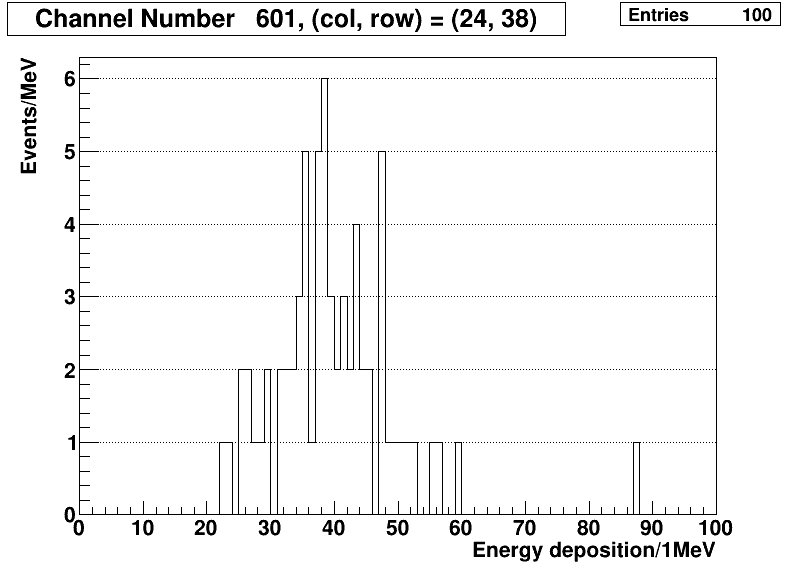 Channel Number 601, (col, row) = (24, 38)
Entries 100
Events/MeV
6
5
4
3
2
1
0
0 10 20 30 40 50 60 70 80 90 100
Energy deposition/1MeV